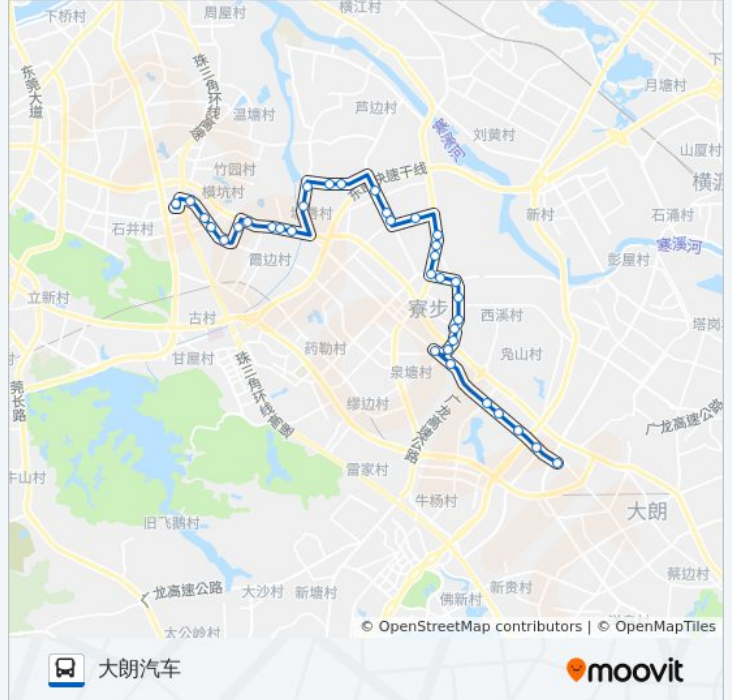 下桥村
周屋村
横江村
东莞大道
珠三角环线高速
温塘村
芦边村
月塘村
寒溪河
刘黄村
山厦村
竹园村
东部快速干线
横沥
横坑村
新村
石涌村
石井村
寒溪河
霞边村
彭屋村
立新村
寮步
西溪村
古村
药勒村
凫山村
甘屋村
泉塘村
莞长路
珠三角环线高速
缪边村
广龙高速公路
广龙高速公路
雷家村
牛山村
牛杨村
大朗
旧飞鹅村
蔡边村
广龙高速公路
大沙村
新塘村
新贵村
佛新村
太公岭村
© OpenStreetMap contributors | © OpenMapTiles
大朗汽车
moovit